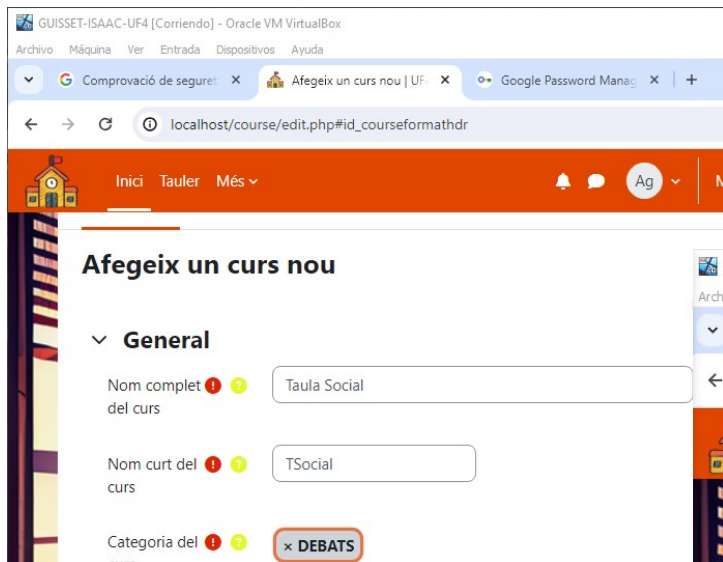 GUISSET-ISAAC-UF4 [Corriendo] - Oracle VM VirtualBox
Archivo Máquina Ver Entrada Dispositivos Ayuda
Comprovació de seguret × Afegeix un curs nou | UF × Google Password Manag × +
localhost/course/edit.php#id_courseformathdr
Inici Tauler Més Ag
Afegeix un curs nou
Arch
General
Nom complet ! ? Taula Social
del curs
Nom curt del ! ? TSocial
curs
Categoria del ! ? × DEBATS